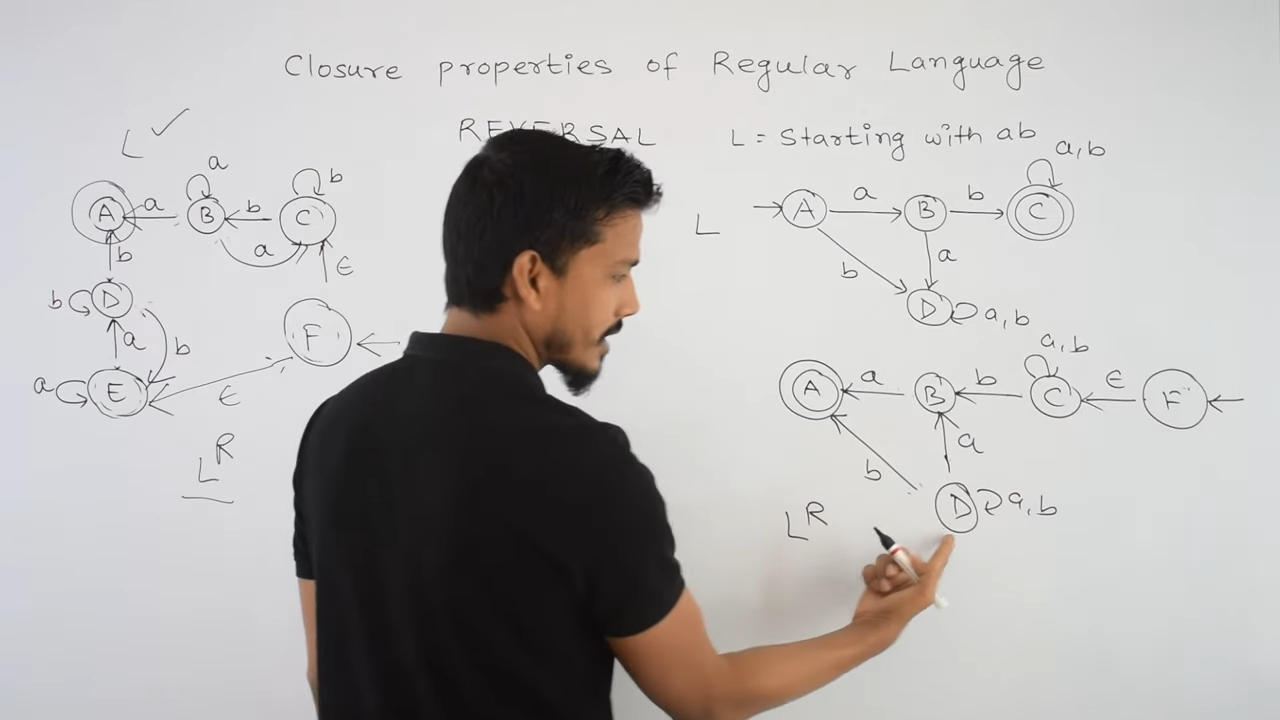 Closure properties of Regular Language
REVERSAL
L = Starting with ab
L
a
b
A
a
B
b
C
a
ϵ
b
b
D
a
b
a
E
ϵ
F
L^R
a, b
L
A
a
B
b
C
b
a
D
a, b
a, b
A
a
B
b
C
ϵ
F
b
a
D
a, b
L^R